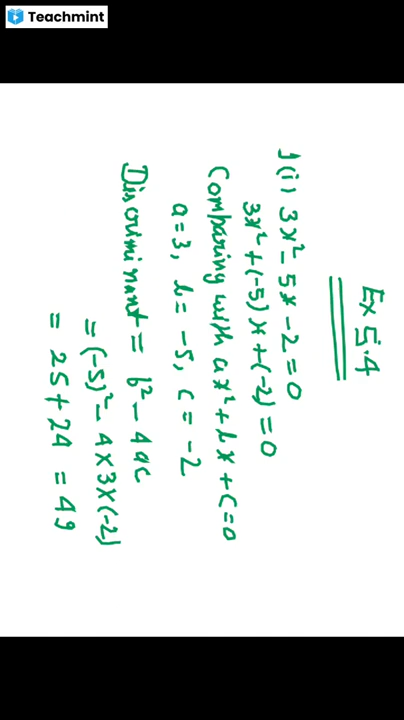 Teachmint
Ex 5.4
1(i) 3x² - 5x - 2 = 0
3x² + (-5)x + (-2) = 0
Comparing with ax² + bx + c = 0
a = 3, b = -5, c = -2
Discriminant = b² - 4ac
= (-5)² - 4 × 3 × (-2)
= 25 + 24 = 49